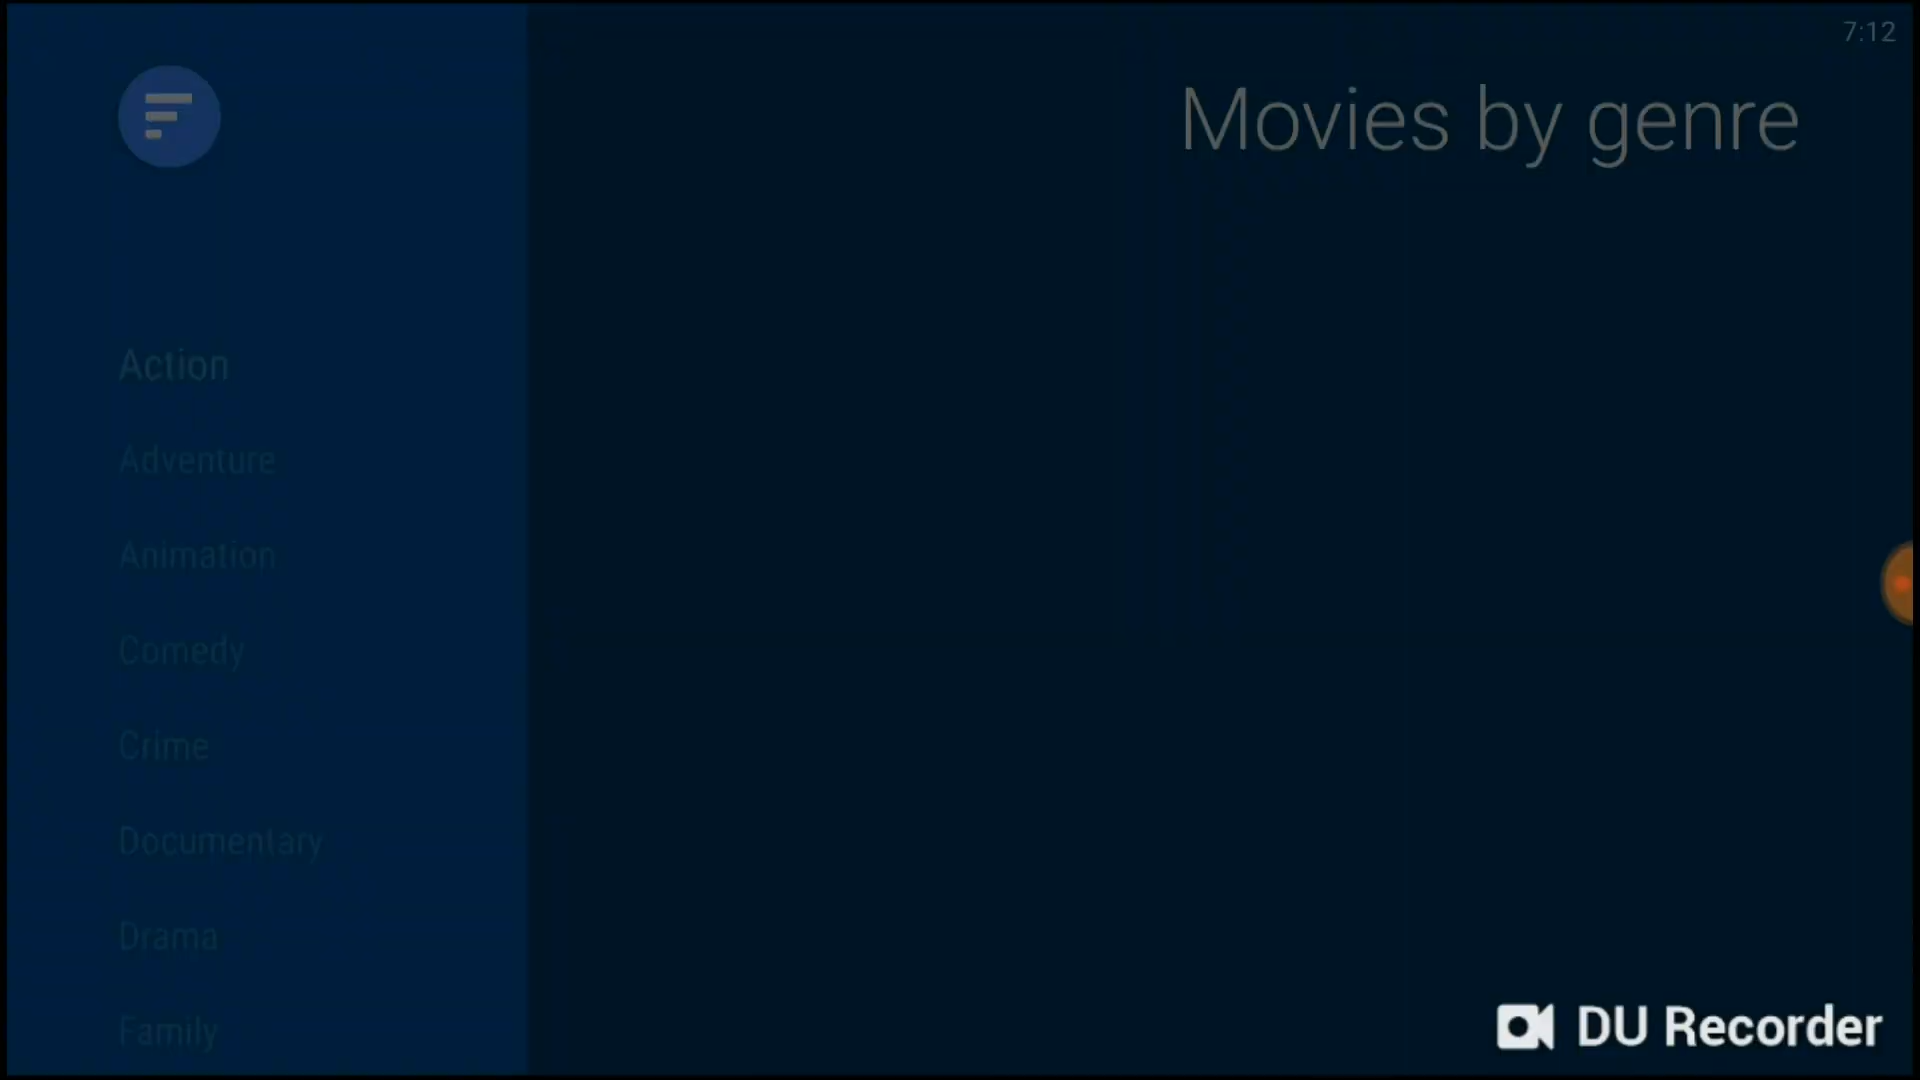 7:12
Movies by genre
Action
Adventure
Animation
Comedy
Crime
Documentary
Drama
Family
DU Recorder